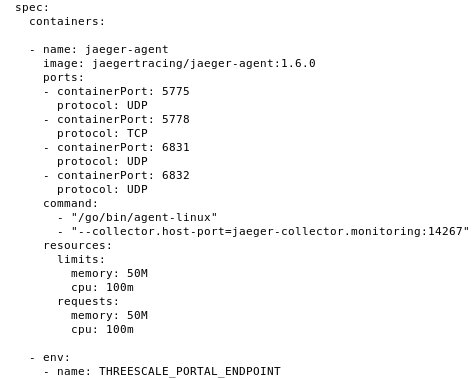 spec:
  containers:

  - name: jaeger-agent
    image: jaegertracing/jaeger-agent:1.6.0
    ports:
    - containerPort: 5775
      protocol: UDP
    - containerPort: 5778
      protocol: TCP
    - containerPort: 6831
      protocol: UDP
    - containerPort: 6832
      protocol: UDP
    command:
      - "/go/bin/agent-linux"
      - "--collector.host-port=jaeger-collector.monitoring:14267"
    resources:
      limits:
        memory: 50M
        cpu: 100m
      requests:
        memory: 50M
        cpu: 100m

  - env:
    - name: THREESCALE_PORTAL_ENDPOINT